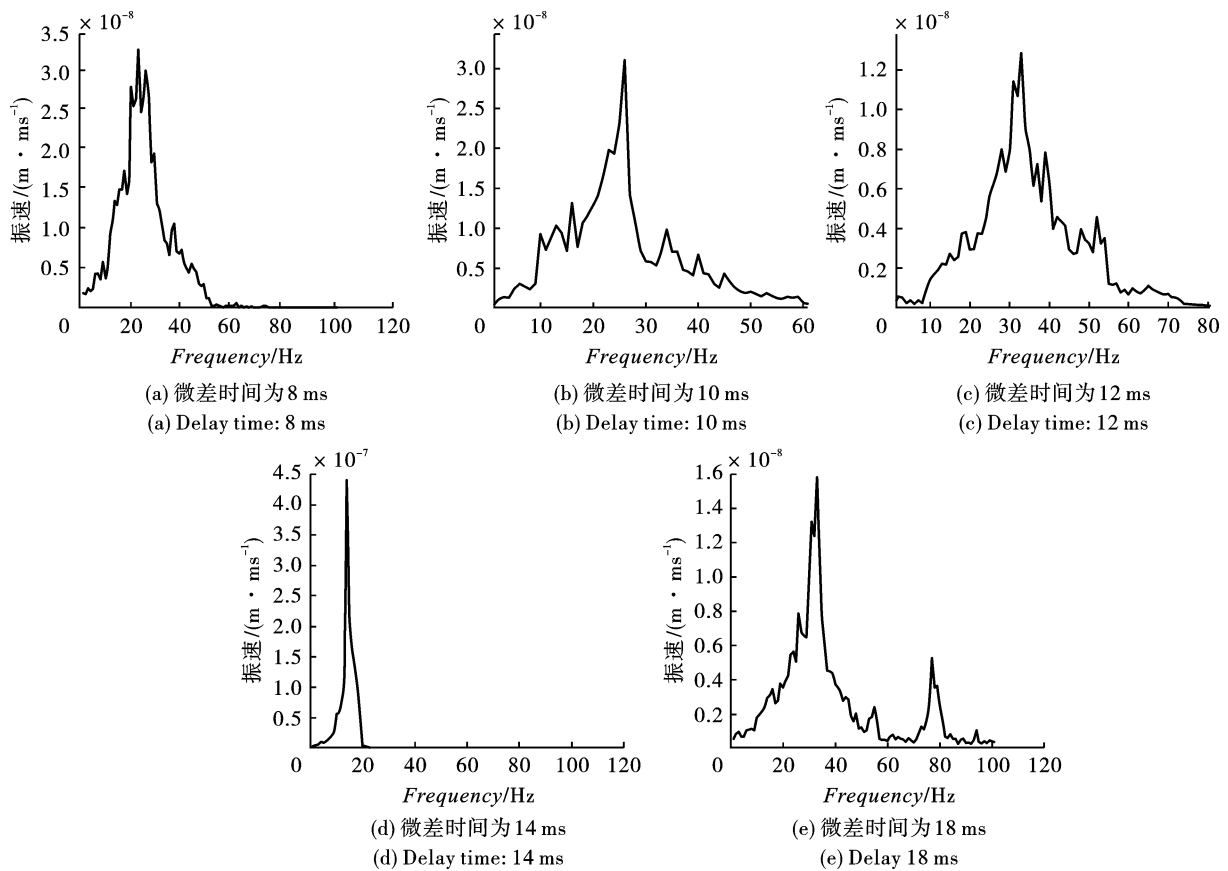 × 10⁻⁸
3.5
3.0
2.5
2.0
1.5
1.0
0.5
振速/(m · ms⁻¹)
0 20 40 60 80 100 120
Frequency/Hz
(a) 微差时间为8 ms
(a) Delay time: 8 ms
× 10⁻⁸
3.0
2.5
2.0
1.5
1.0
0.5
振速/(m · ms⁻¹)
0 10 20 30 40 50 60
Frequency/Hz
(b) 微差时间为10 ms
(b) Delay time: 10 ms
× 10⁻⁸
1.2
1.0
0.8
0.6
0.4
0.2
振速/(m · ms⁻¹)
0 10 20 30 40 50 60 70 80
Frequency/Hz
(c) 微差时间为12 ms
(c) Delay time: 12 ms
× 10⁻⁷
4.5
4.0
3.5
4.5
2.0
1.5
1.0
0.5
振速/(m · ms⁻¹)
0 20 40 60 80 100 120
Frequency/Hz
(d) 微差时间为14 ms
(d) Delay time: 14 ms
× 10⁻⁸
1.6
1.4
1.2
1.0
0.8
0.6
0.4
0.2
振速/(m · ms⁻¹)
0 20 40 60 80 100 120
Frequency/Hz
(e) 微差时间为18 ms
(e) Delay 18 ms